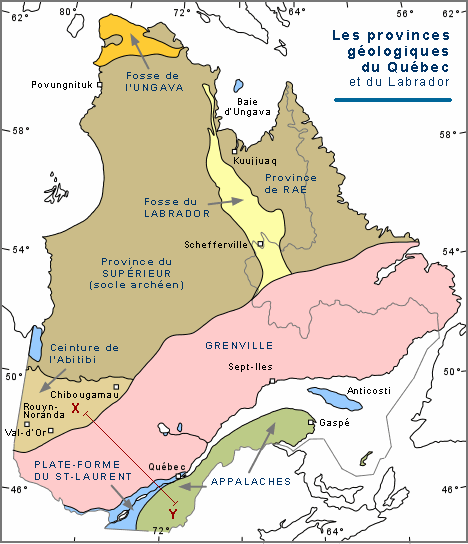 76° 72° 64° 56°
Les provinces
géologiques
du Québec
et du Labrador
Fosse de
l'UNGAVA
Povungnituk
Baie
d'Ungava
58° 58°
Kuujjuaq
Province
de RAE
Fosse du
LABRADOR
Schefferville
54° 54°
Province du
SUPÉRIEUR
(socle archéen)
Ceinture de
l'Abitibi
GRENVILLE
Sept-Iles
50° 50°
Chibougamau
Anticosti
X
Rouyn-
Noranda
Val-d'Or
Gaspé
PLATE-FORME
DU ST-LAURENT
Québec
APPALACHES
46° 46°
Y
72° 64°